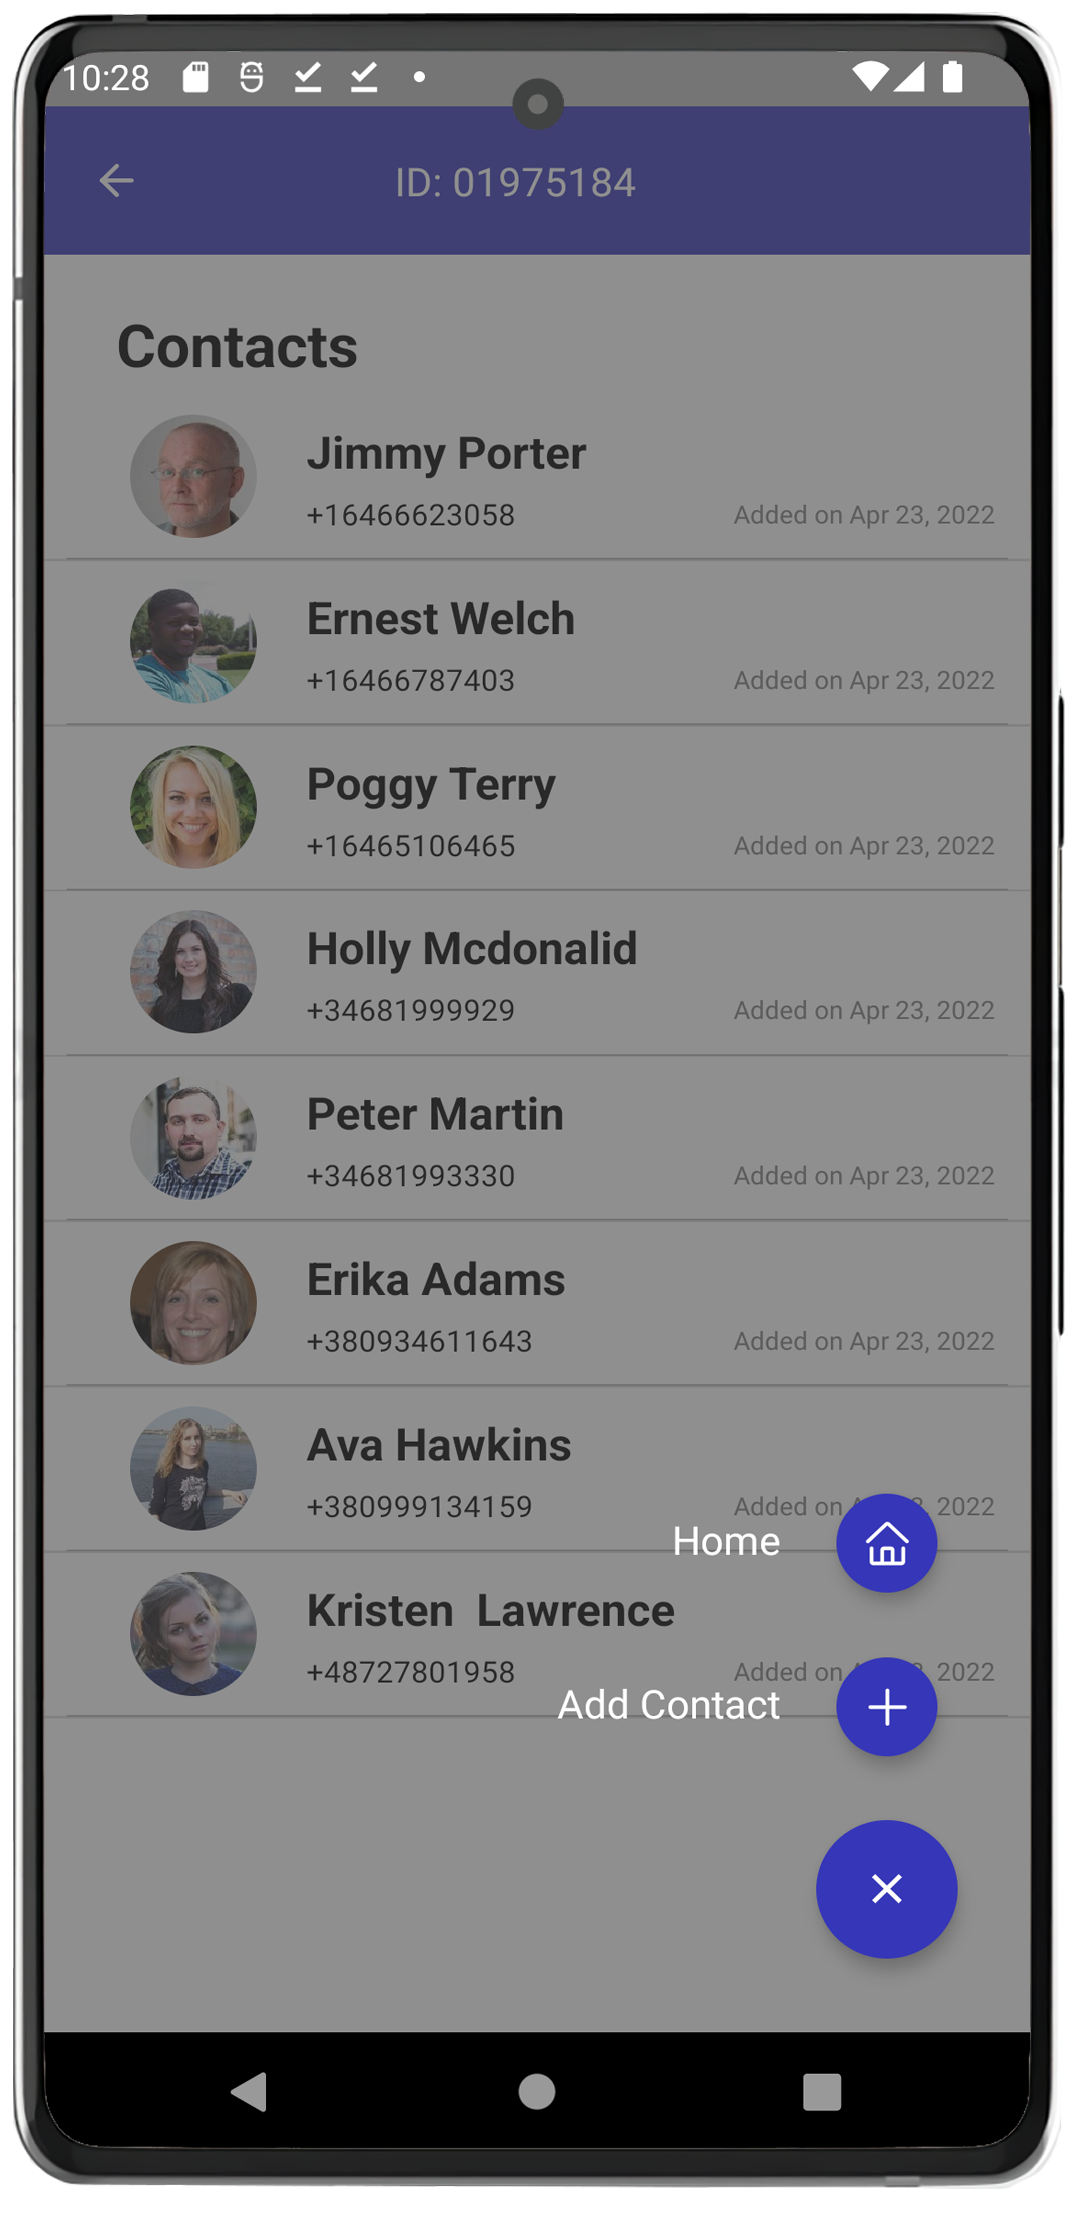 10:28
ID: 01975184
Contacts
Jimmy Porter
+16466623058 Added on Apr 23, 2022
Ernest Welch
+16466787403 Added on Apr 23, 2022
Poggy Terry
+16465106465 Added on Apr 23, 2022
Holly Mcdonalid
+34681999929 Added on Apr 23, 2022
Peter Martin
+34681993330 Added on Apr 23, 2022
Erika Adams
+380934611643 Added on Apr 23, 2022
Ava Hawkins
+380999134159 Added on 2022
Home
Kristen  Lawrence
+48727801958 Added on 2022
Add Contact